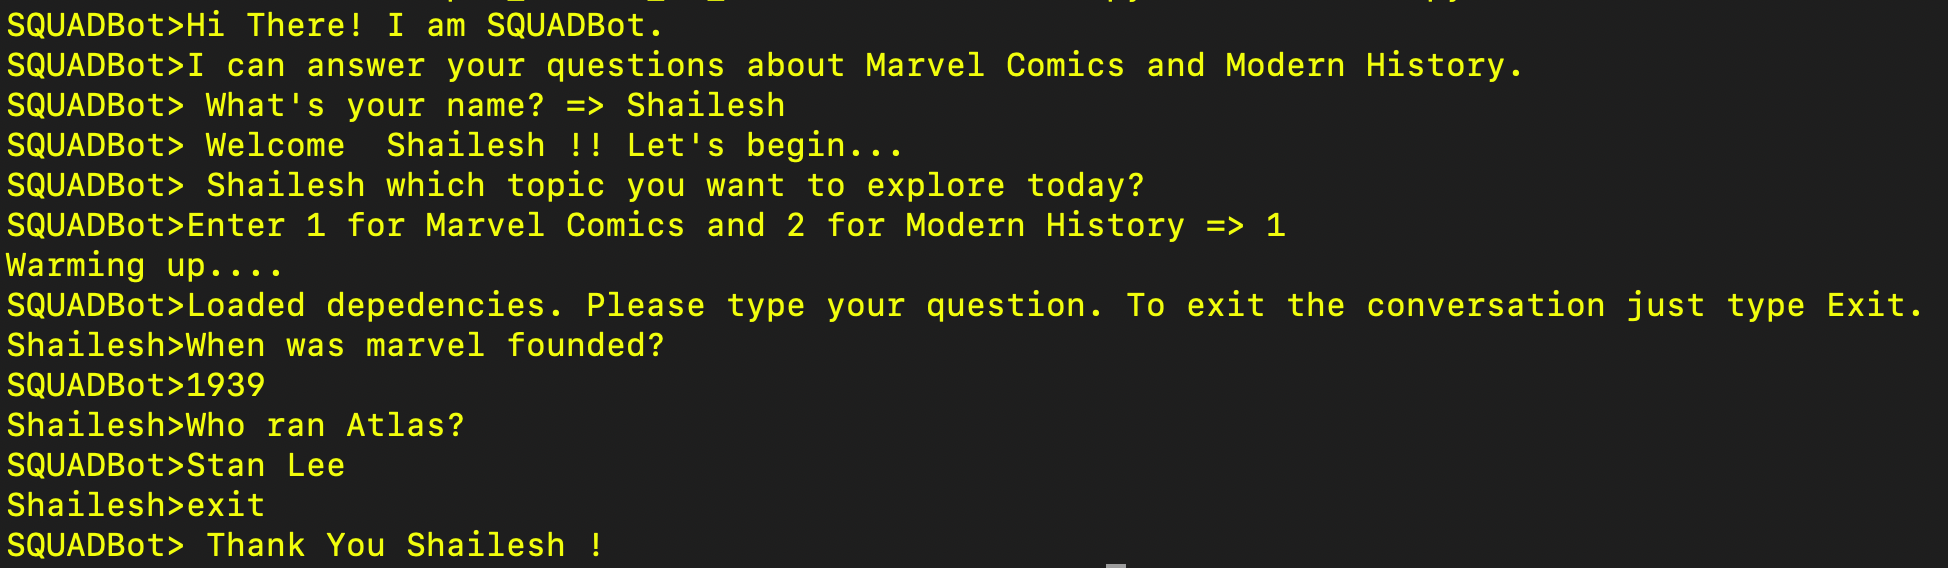 SQUADBot>Hi There! I am SQUADBot.
SQUADBot>I can answer your questions about Marvel Comics and Modern History.
SQUADBot> What's your name? => Shailesh
SQUADBot> Welcome  Shailesh !! Let's begin...
SQUADBot> Shailesh which topic you want to explore today?
SQUADBot>Enter 1 for Marvel Comics and 2 for Modern History => 1
Warming up....
SQUADBot>Loaded depedencies. Please type your question. To exit the conversation just type Exit.
Shailesh>When was marvel founded?
SQUADBot>1939
Shailesh>Who ran Atlas?
SQUADBot>Stan Lee
Shailesh>exit
SQUADBot> Thank You Shailesh !